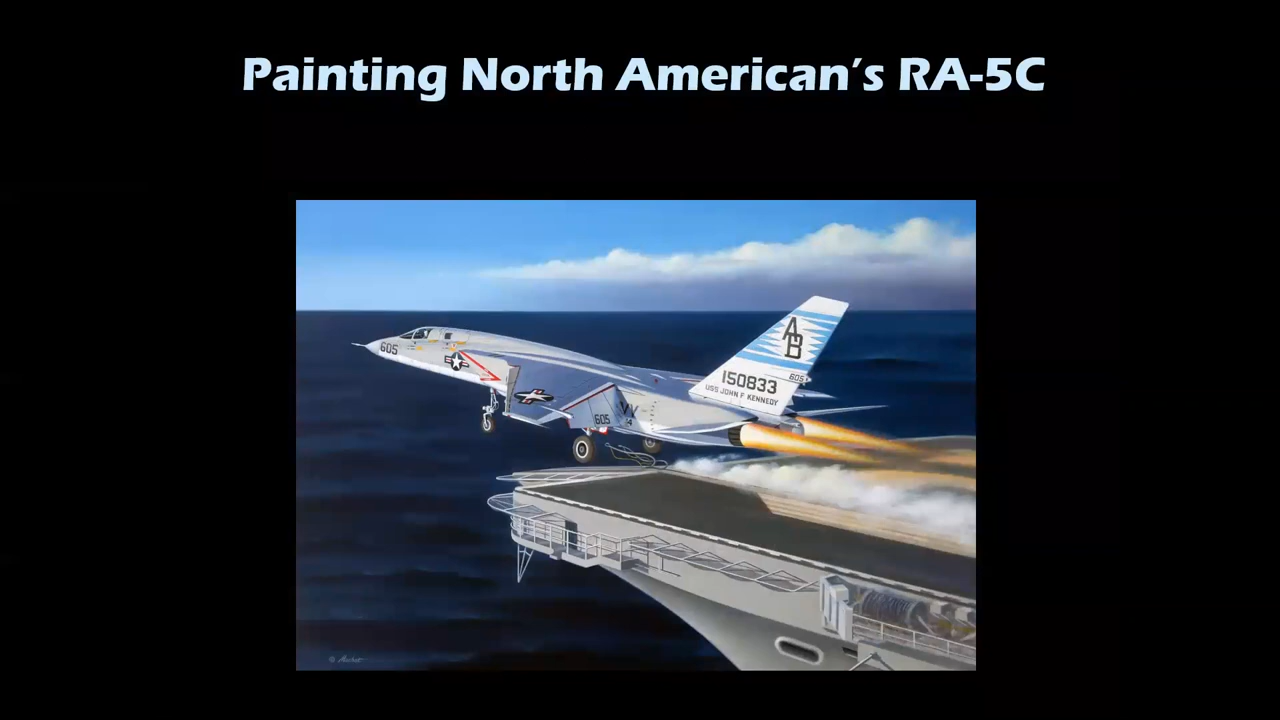 Painting North American's RA-5C
605
AB
605
150833
USS JOHN F KENNEDY
605